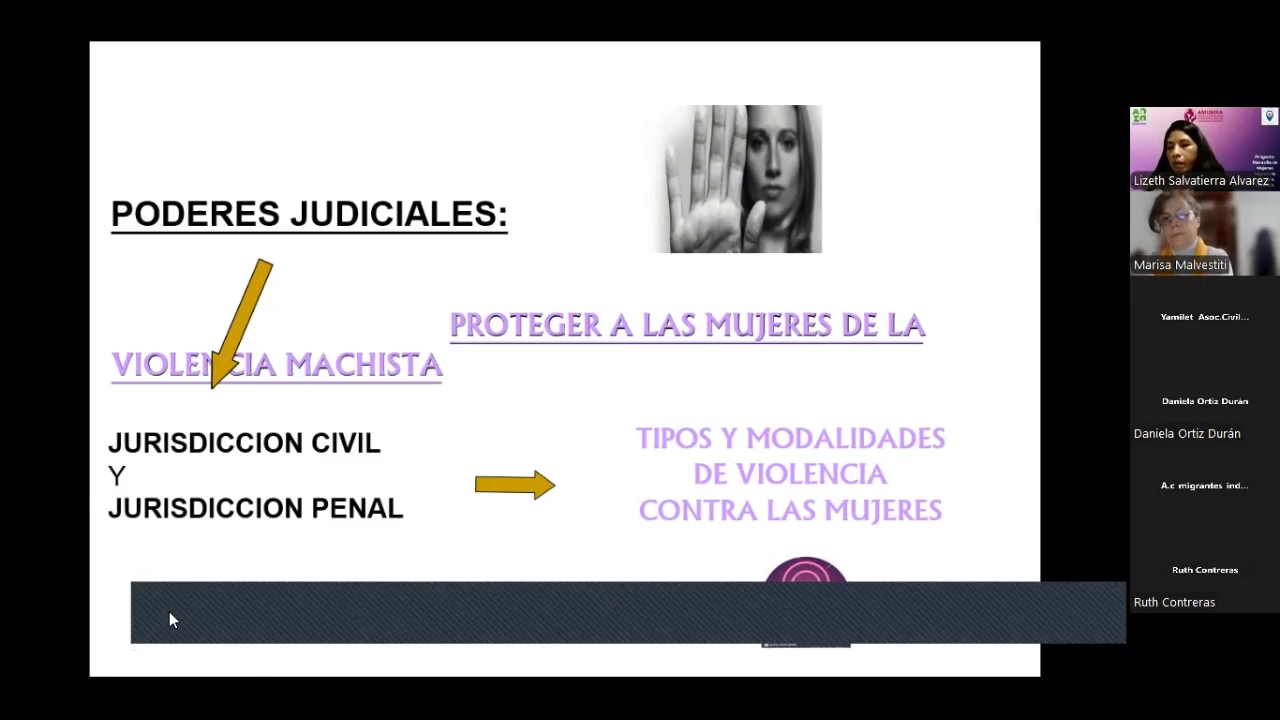 PODERES JUDICIALES:
PROTEGER A LAS MUJERES DE LA
VIOLENCIA MACHISTA
JURISDICCION CIVIL
Y
JURISDICCION PENAL
TIPOS Y MODALIDADES
DE VIOLENCIA
CONTRA LAS MUJERES
Lizeth Salvatierra Alvarez
Marisa Malvestiti
Yamilet Asoc.Civil...
Daniela Ortiz Durán
Daniela Ortiz Durán
A.c migrantes ind...
Ruth Contreras
Ruth Contreras